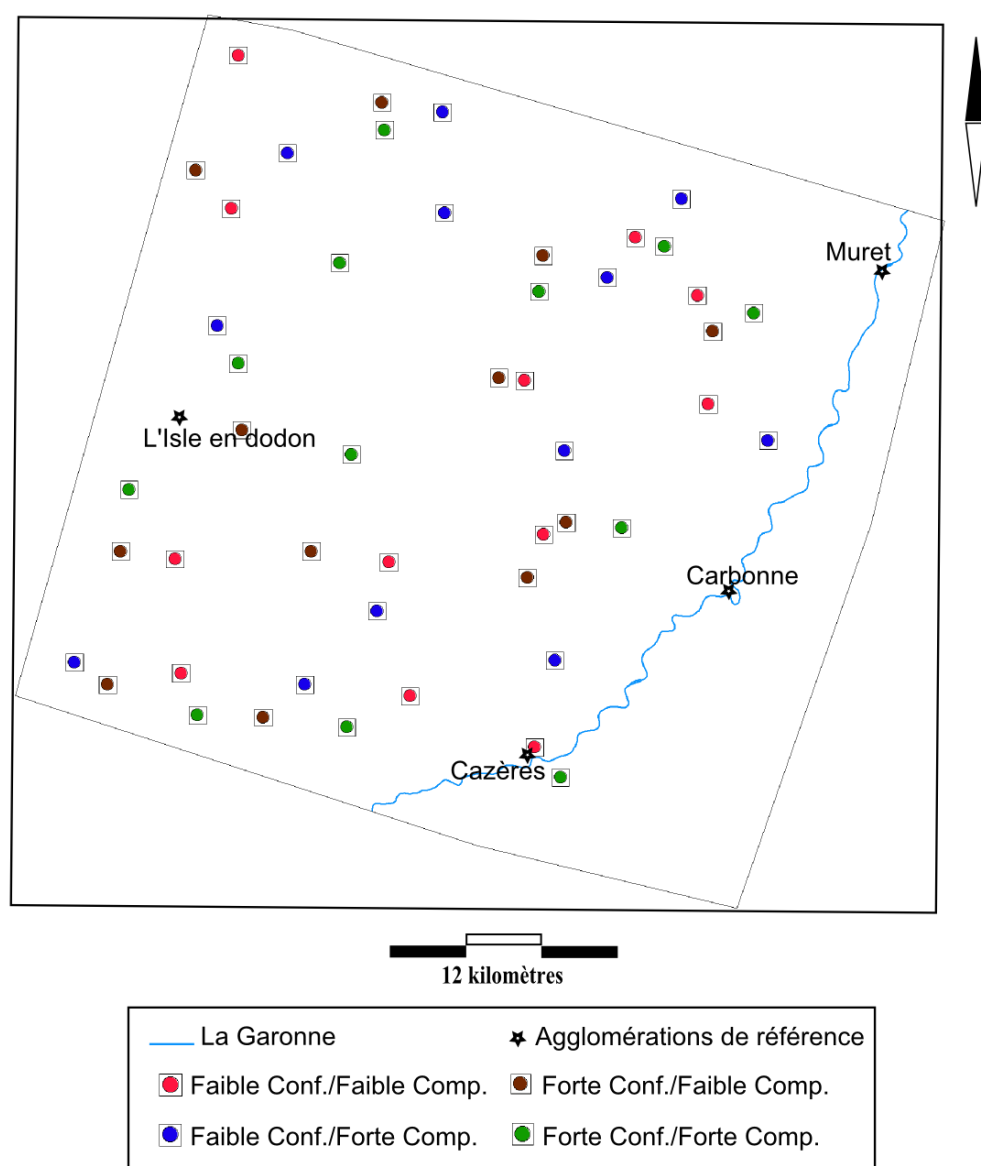 Muret
L'Isle en dodon
Carbonne
Cazères
12 kilomètres
La Garonne
Agglomérations de référence
Faible Conf./Faible Comp.
Forte Conf./Faible Comp.
Faible Conf./Forte Comp.
Forte Conf./Forte Comp.